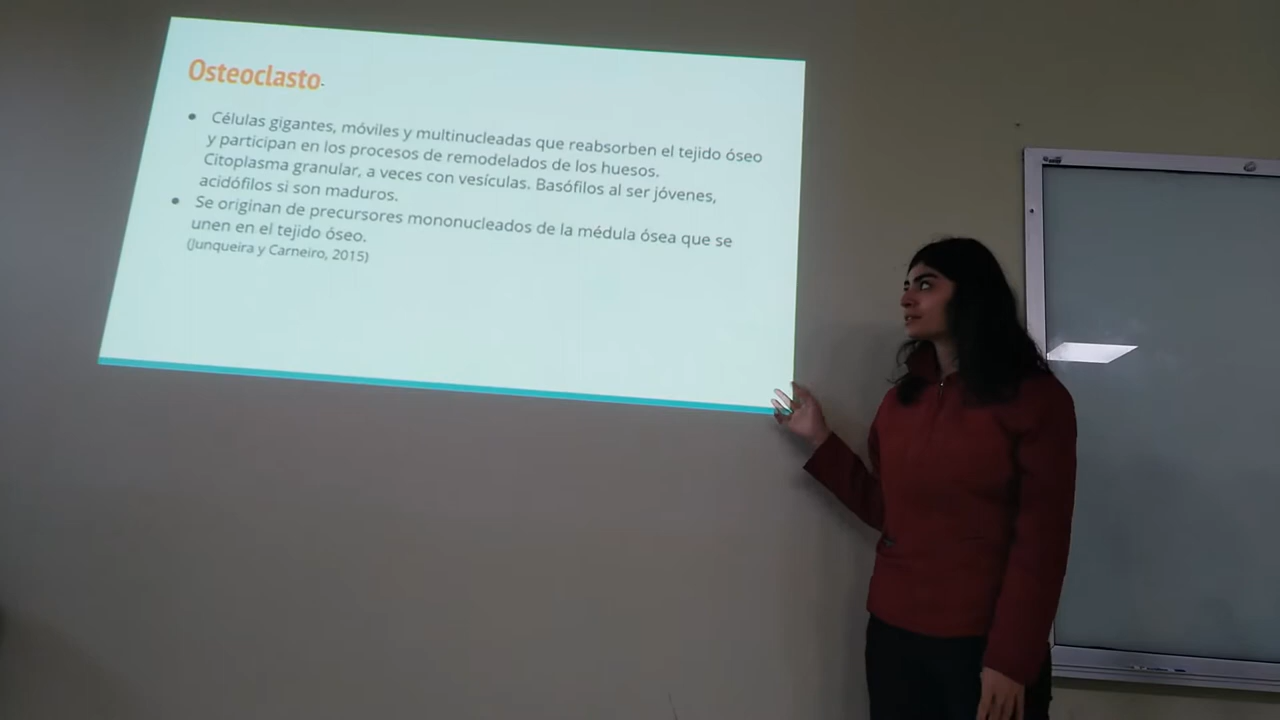 Osteoclasto.
● Células gigantes, móviles y multinucleadas que reabsorben el tejido óseo
y participan en los procesos de remodelados de los huesos.
Citoplasma granular, a veces con vesículas. Basófilos al ser jóvenes,
acidófilos si son maduros.
● Se originan de precursores mononucleados de la médula ósea que se
unen en el tejido óseo.
(Junqueira y Carneiro, 2015)